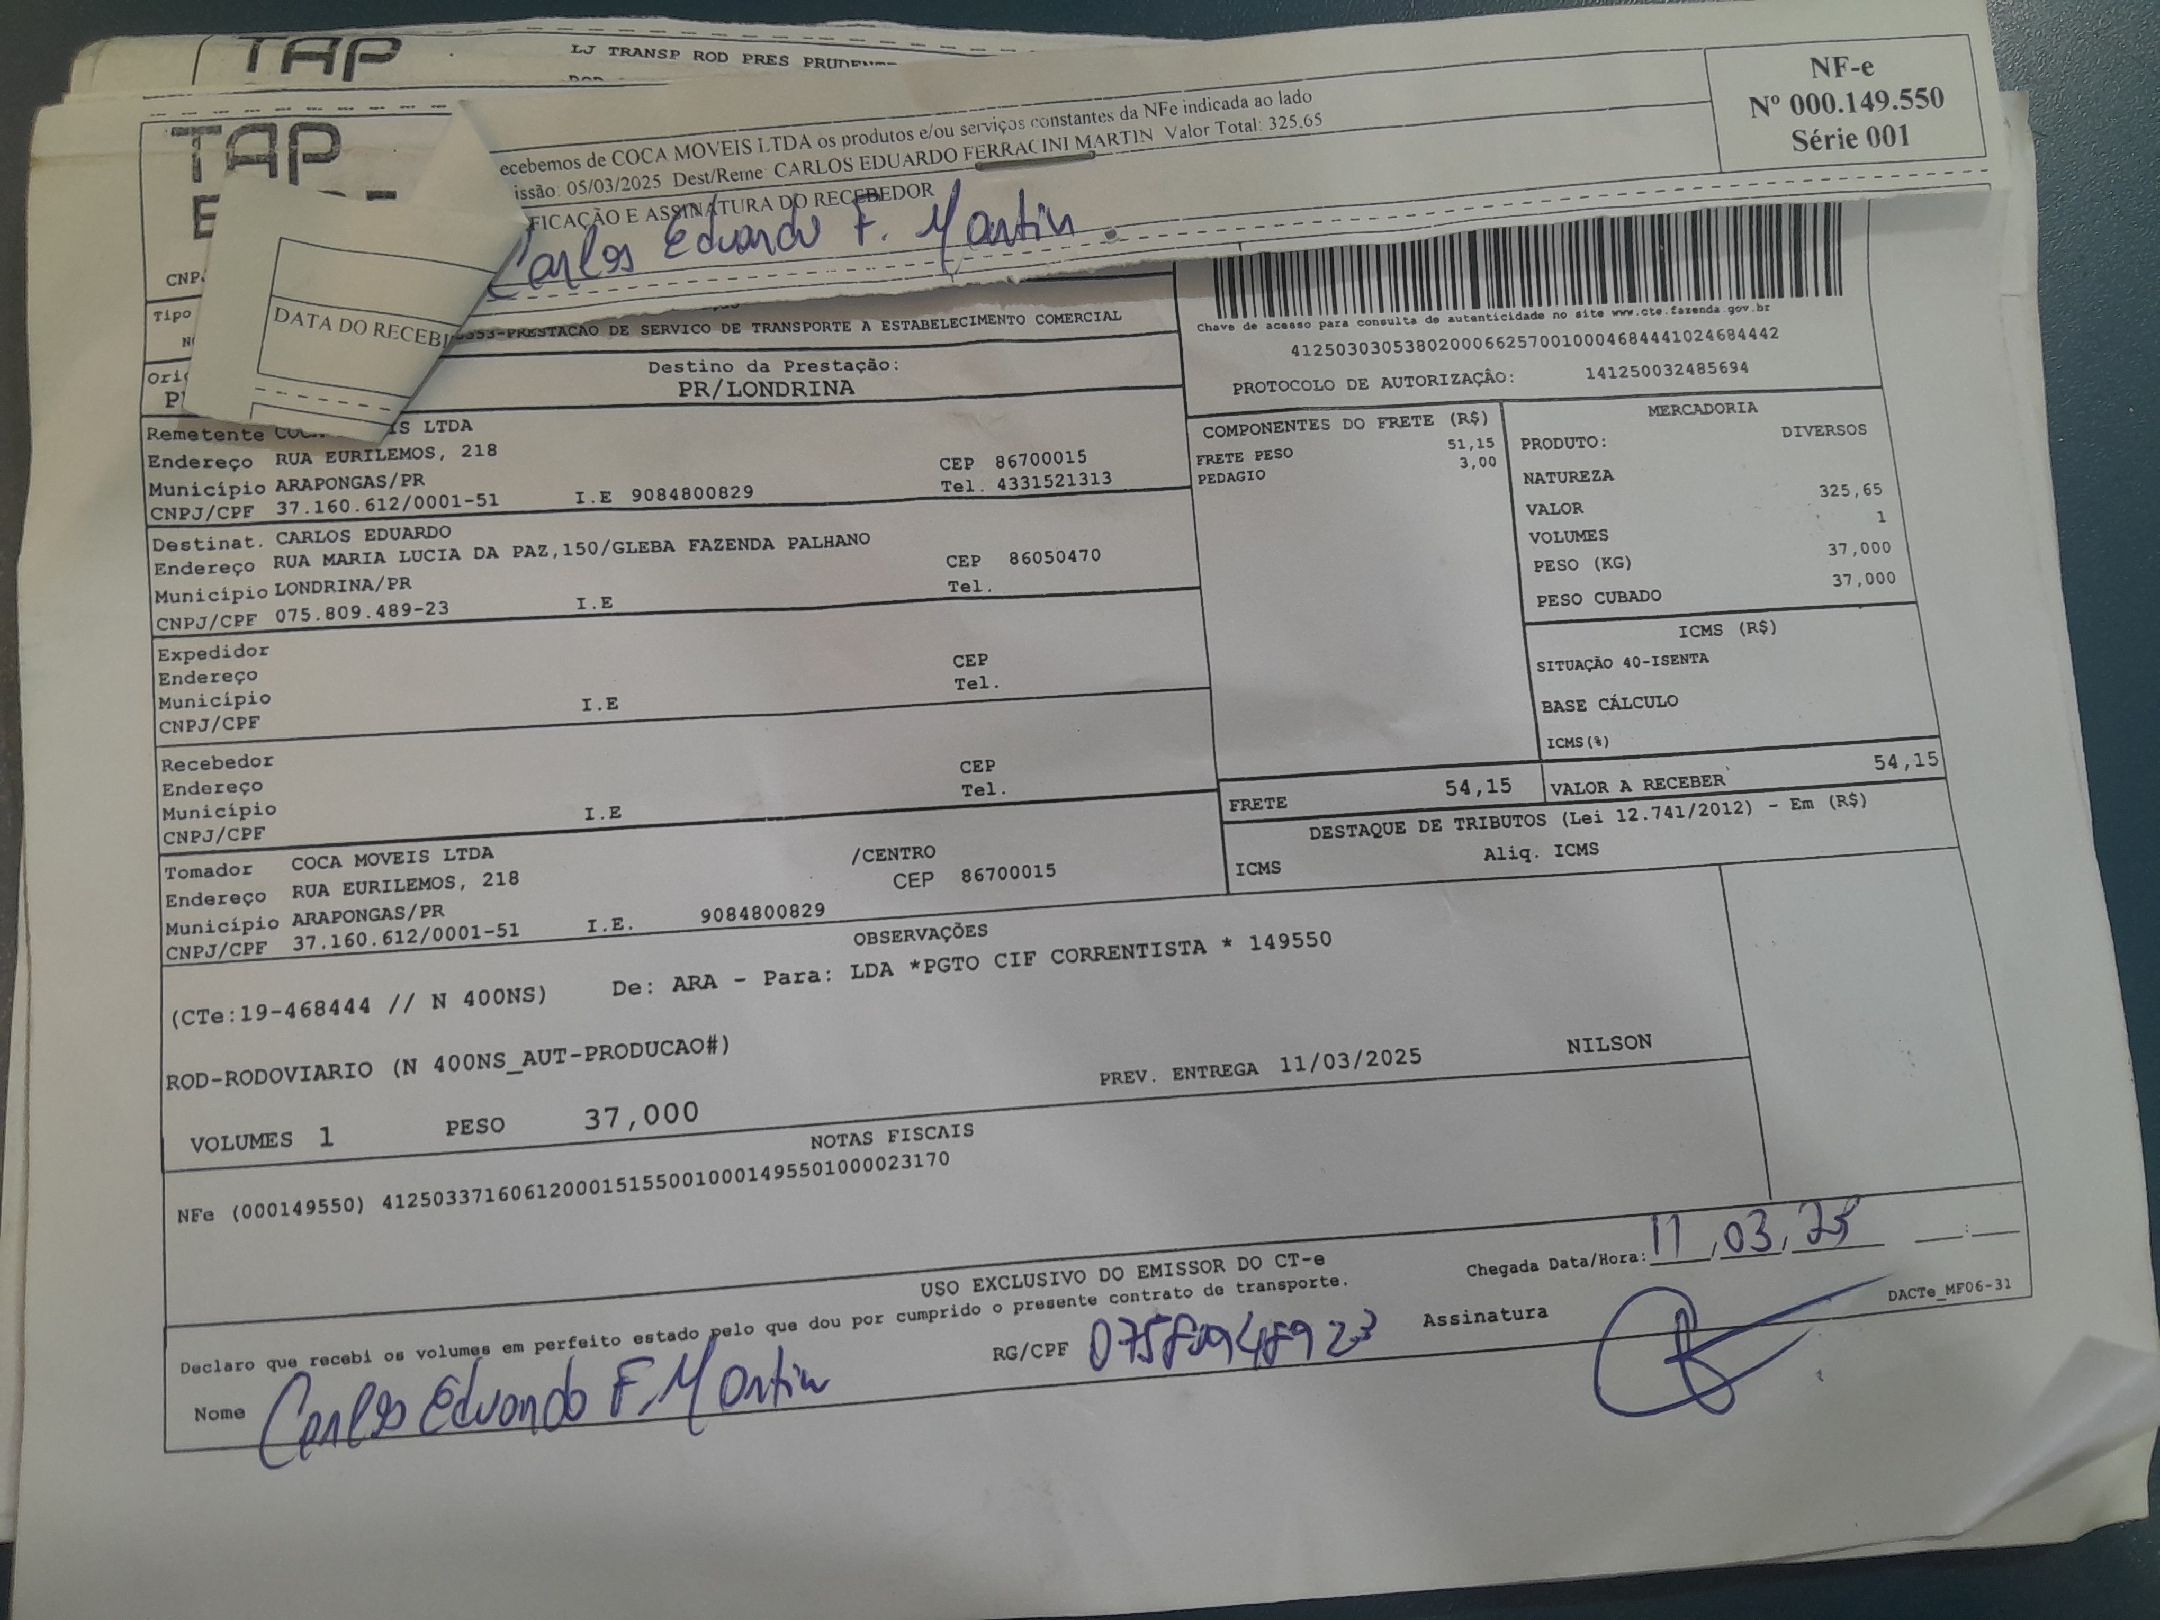 TAP
LJ TRANSP ROD PRES
TAP
ecebemos de COCA MOVEIS LTDA os produtos e/ou serviços constantes da NFe indicada ao lado
issão: 05/03/2025 Dest/Reme: CARLOS EDUARDO FERRACINI MARTIN Valor Total: 325,65
FICAÇÃO E ASSINATURA DO RECEBEDOR
Carlos Eduardo F. Martin.
NF-e
Nº 000.149.550
Série 001
CNPJ
DATA DO RECEBI
Tipo
PRESTACAO DE SERVICO DE TRANSPORTE A ESTABELECIMENTO COMERCIAL
Destino da Prestação:
PR/LONDRINA
Chave de acesso para consulta de autenticidade no site www.cte.fazenda.gov.br
41250303053802000662570010004684441024684442
PROTOCOLO DE AUTORIZAÇÂO: 141250032485694
Remetente COCA MOVEIS LTDA
Endereço RUA EURILEMOS, 218 CEP 86700015
Município ARAPONGAS/PR Tel. 4331521313
CNPJ/CPF 37.160.612/0001-51 I.E 9084800829
Destinat. CARLOS EDUARDO
Endereço RUA MARIA LUCIA DA PAZ,150/GLEBA FAZENDA PALHANO CEP 86050470
Município LONDRINA/PR Tel.
CNPJ/CPF 075.809.489-23 I.E
Expedidor
Endereço CEP
Município Tel.
CNPJ/CPF I.E
Recebedor
Endereço CEP
Município Tel.
CNPJ/CPF I.E
Tomador COCA MOVEIS LTDA /CENTRO
Endereço RUA EURILEMOS, 218 CEP 86700015
Município ARAPONGAS/PR
CNPJ/CPF 37.160.612/0001-51 I.E. 9084800829
COMPONENTES DO FRETE (R$)
FRETE PESO 51,15
PEDAGIO 3,00
MERCADORIA
PRODUTO: DIVERSOS
NATUREZA
VALOR 325,65
VOLUMES 1
PESO (KG) 37,000
PESO CUBADO 37,000
ICMS (R$)
SITUAÇÃO 40-ISENTA
BASE CÁLCULO
ICMS(%)
FRETE 54,15 VALOR A RECEBER 54,15
DESTAQUE DE TRIBUTOS (Lei 12.741/2012) - Em (R$)
ICMS Aliq. ICMS
OBSERVAÇÕES
(CTe:19-468444 // N 400NS) De: ARA - Para: LDA *PGTO CIF CORRENTISTA * 149550
ROD-RODOVIARIO (N 400NS_AUT-PRODUCAO#)
PREV. ENTREGA 11/03/2025 NILSON
VOLUMES 1 PESO 37,000
NOTAS FISCAIS
NFe (000149550) 41250337160612000151550010001495501000023170
USO EXCLUSIVO DO EMISSOR DO CT-e
Chegada Data/Hora: 11/03/25
DACTe_MF06-31
Declaro que recebi os volumes em perfeito estado pelo que dou por cumprido o presente contrato de transporte.
Nome Carlos Eduardo F. Martin RG/CPF 07580948923 Assinatura